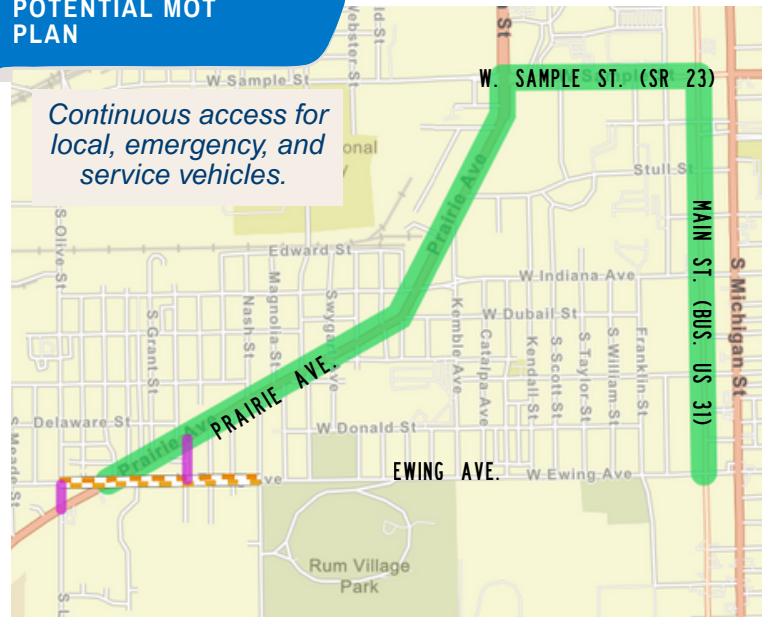 POTENTIAL MOT
PLAN
Continuous access for
local, emergency, and
service vehicles.
W Sample St
W. SAMPLE ST. (SR 23)
Stull St
Prairie Ave
MAIN ST. (BUS. US 31)
S Michigan St
S Olive St
Edward St
W Indiana Ave
W Dubail St
S Grant St
Nash St
Magnolia St
Kemble Ave
Catalpa Ave
Kendall St
S Scott St
S Taylor St
S William St
Franklin St
PRAIRIE AVE.
Prairie Ave
Delaware St
W Donald St
S Meade St
EWING AVE.
W Ewing Ave
Rum Village
Park